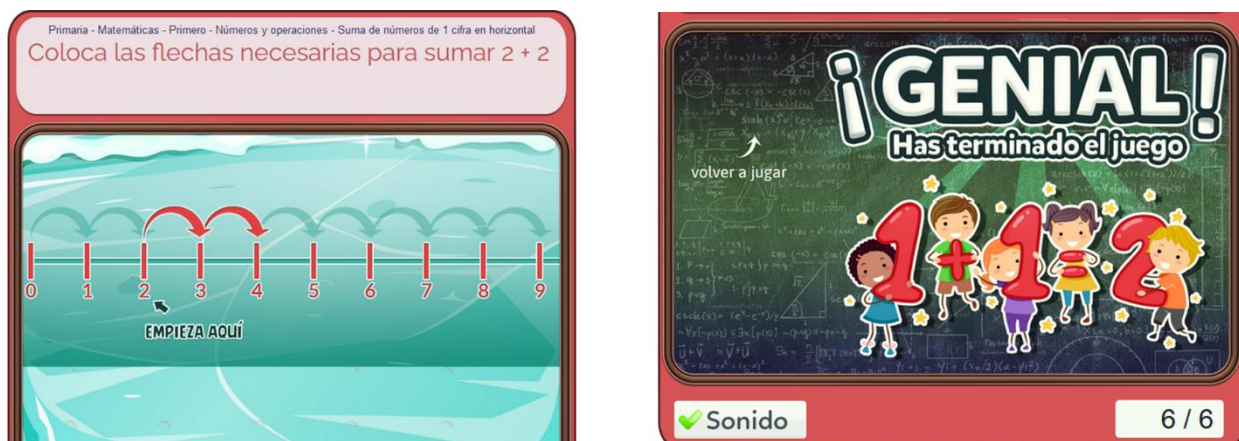 Primaria - Matemáticas - Primero - Números y operaciones - Suma de números de 1 cifra en horizontal
Coloca las flechas necesarias para sumar 2 + 2
0 1 2 3 4 5 6 7 8 9
EMPIEZA AQUÍ
¡GENIAL!
Has terminado el juego
volver a jugar
1+1=2
Sonido
6 / 6